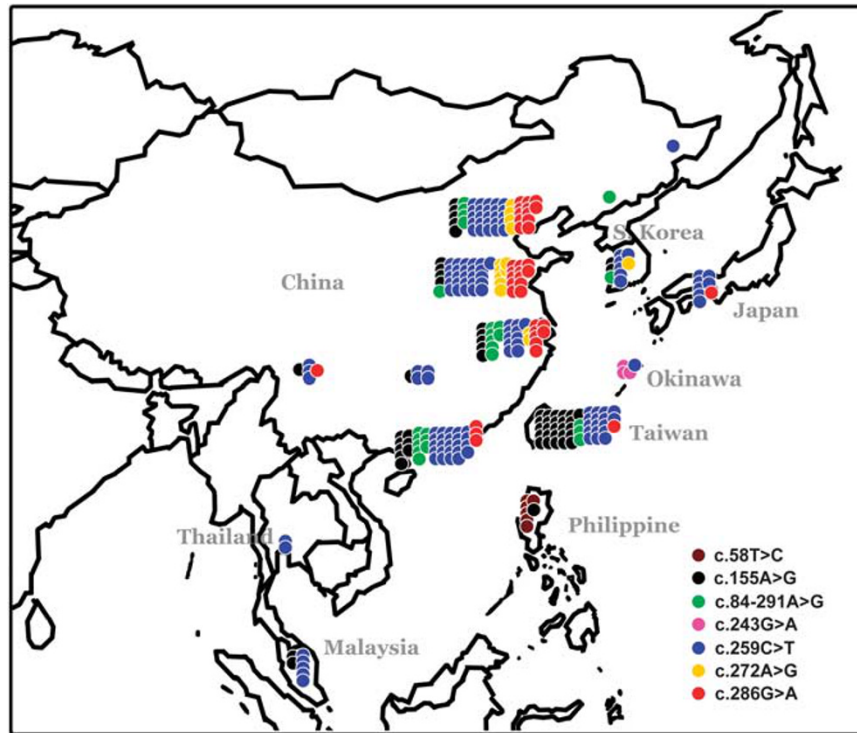 S. Korea
China
Japan
Okinawa
Taiwan
Philippine
Thailand
Malaysia
c.58T>C
c.155A>G
c.84-291A>G
c.243G>A
c.259C>T
c.272A>G
c.286G>A